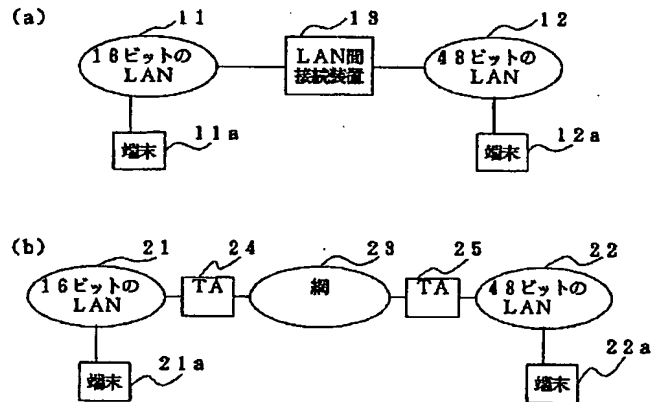 (a)
11
13
12
16ビットの
LAN
LAN間
接続装置
48ビットの
LAN
端末
11a
端末
12a
(b)
21
24
23
25
22
16ビットの
LAN
TA
網
TA
48ビットの
LAN
端末
21a
端末
22a